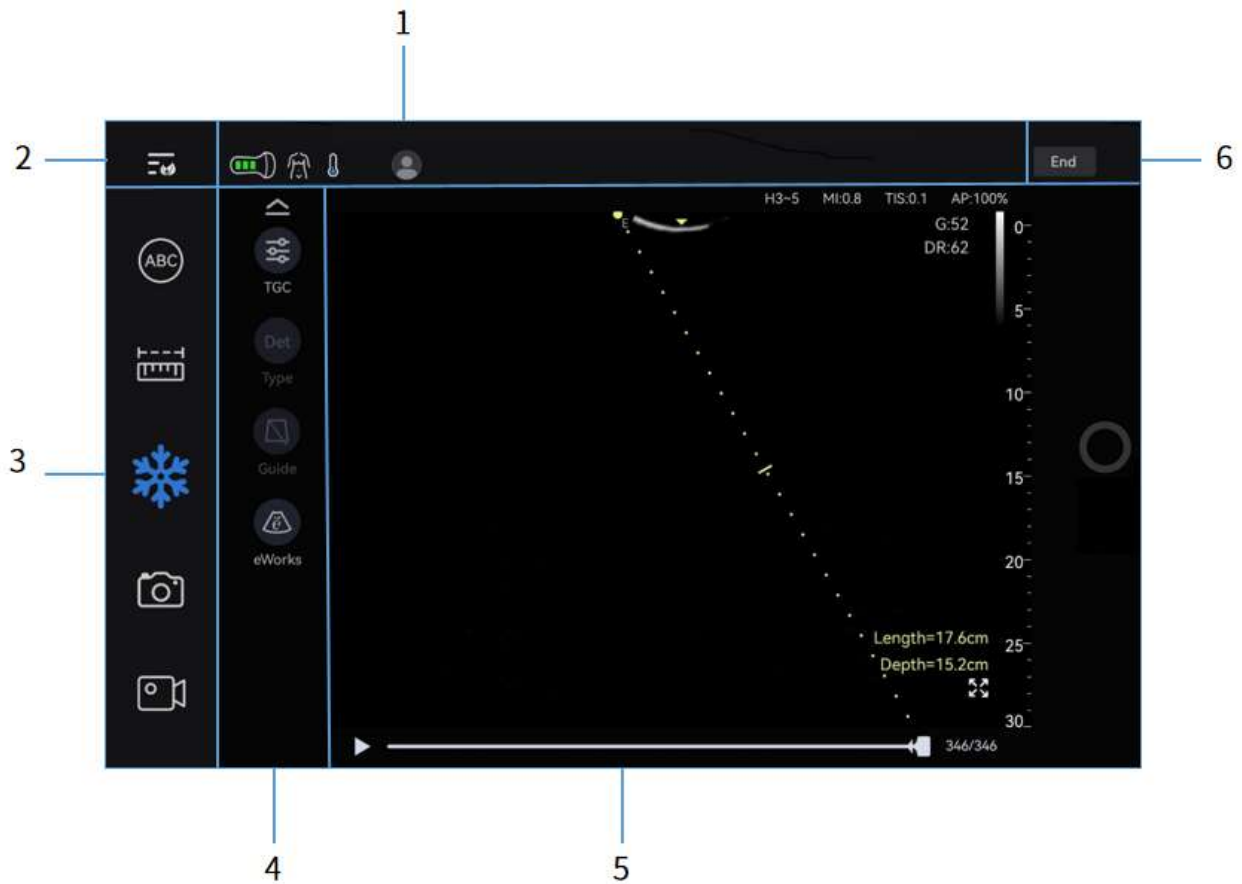 1
2
6
End
H3~5 MI:0.8 TIS:0.1 AP:100%
G:52
DR:62
E
0
ABC
TGC
5
Det
Type
10
Guide
3
15
eWorks
20
Length=17.6cm
25
Depth=15.2cm
30
346/346
4
5